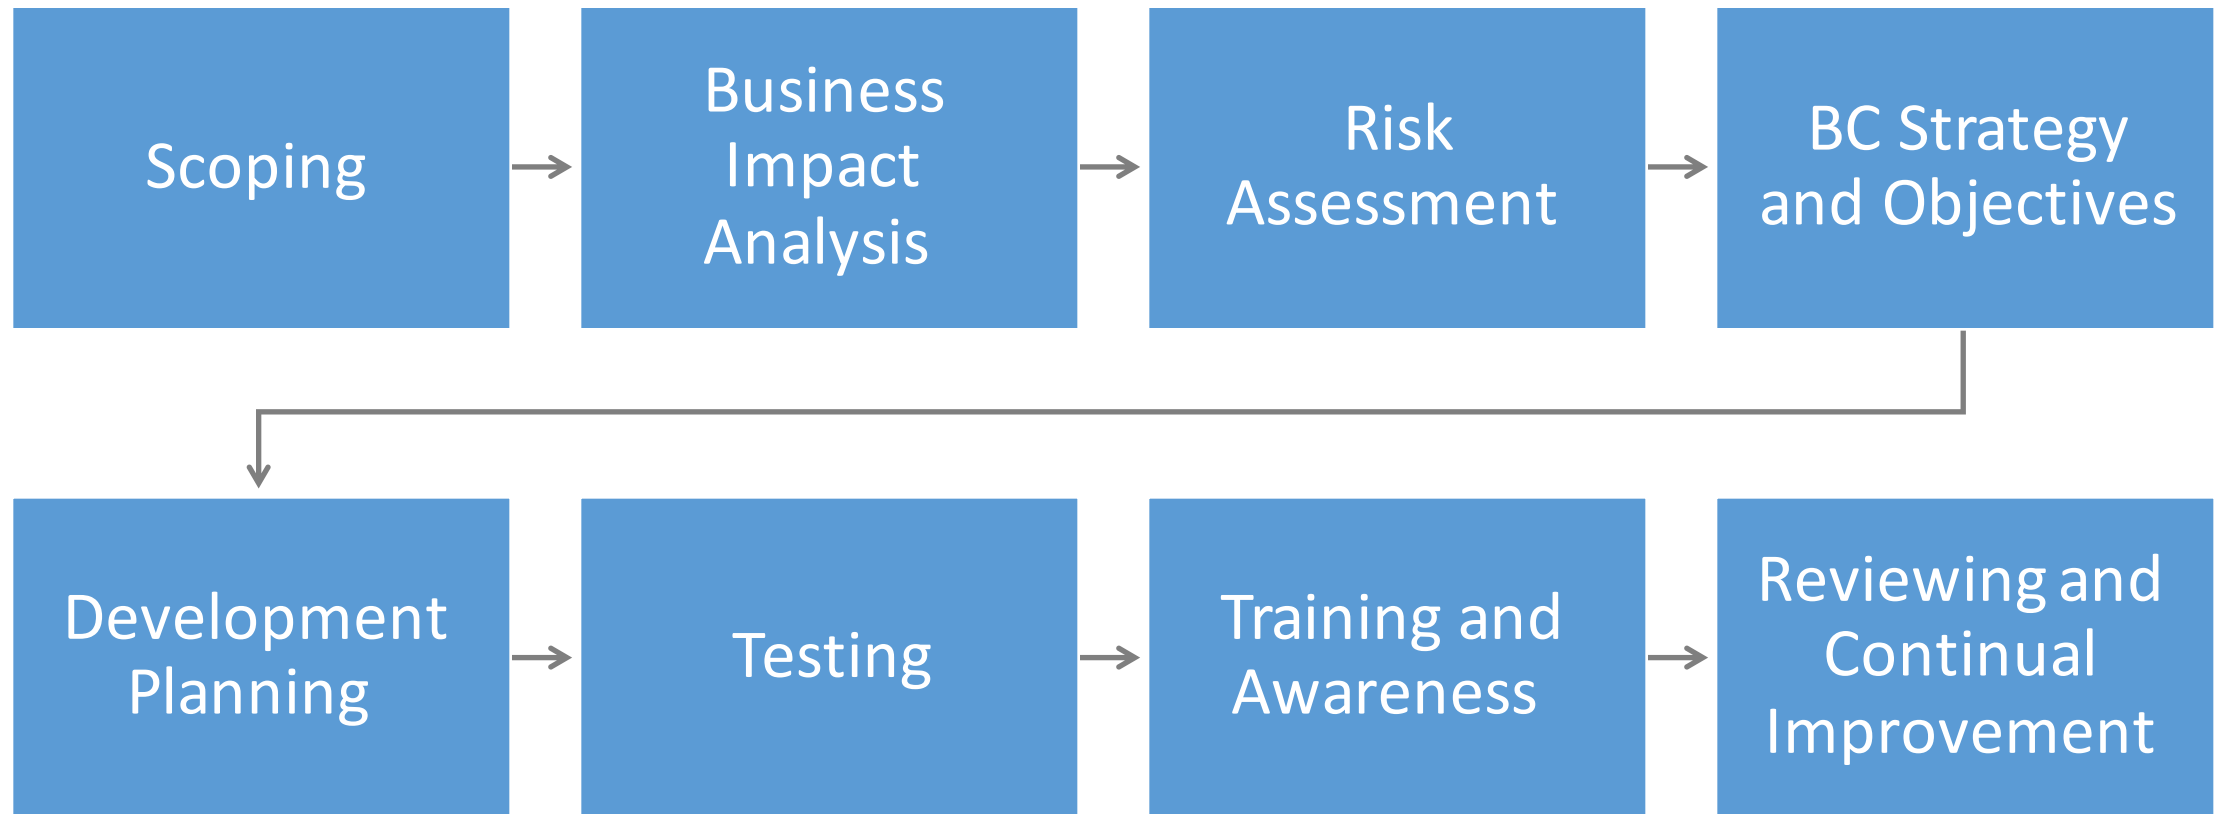 Scoping
Business
Impact
Analysis
Risk
Assessment
BC Strategy
and Objectives
Development
Planning
Testing
Training and
Awareness
Reviewing and
Continual
Improvement